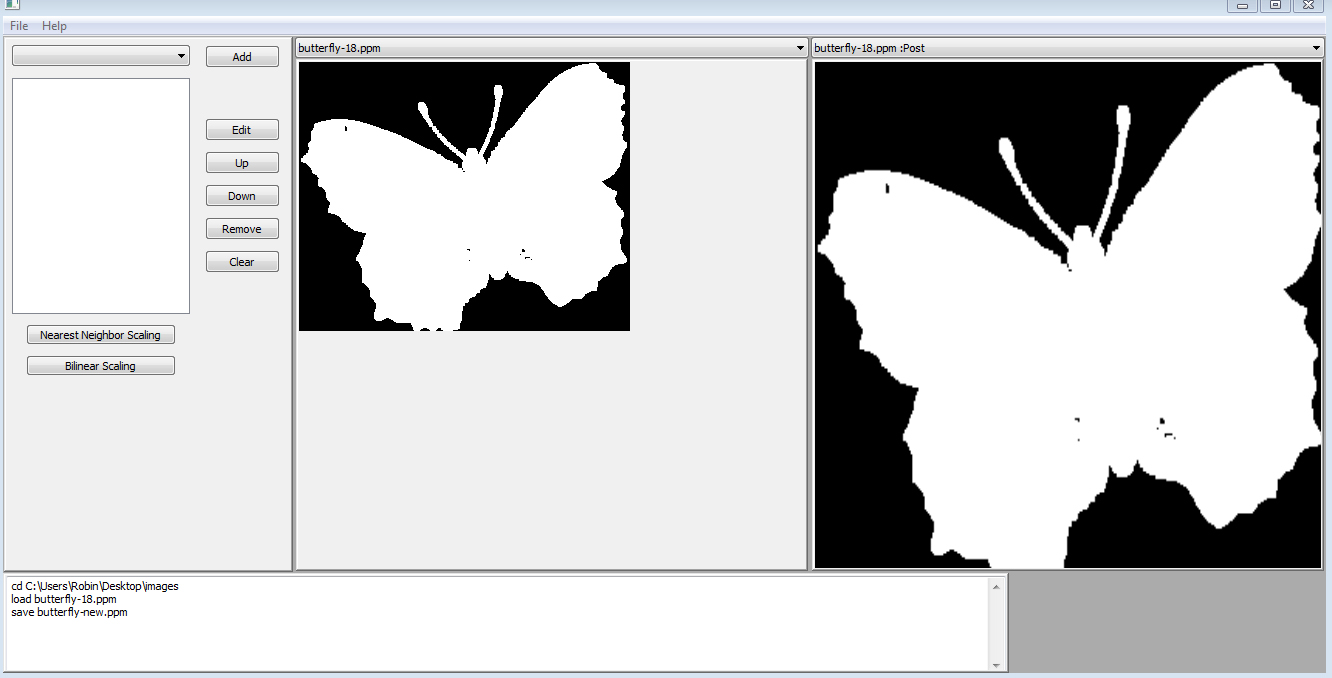 File Help
Add
Edit
Up
Down
Remove
Clear
Nearest Neighbor Scaling
Bilinear Scaling
butterfly-18.ppm
butterfly-18.ppm :Post
cd C:\Users\Robin\Desktop\images
load butterfly-18.ppm
save butterfly-new.ppm